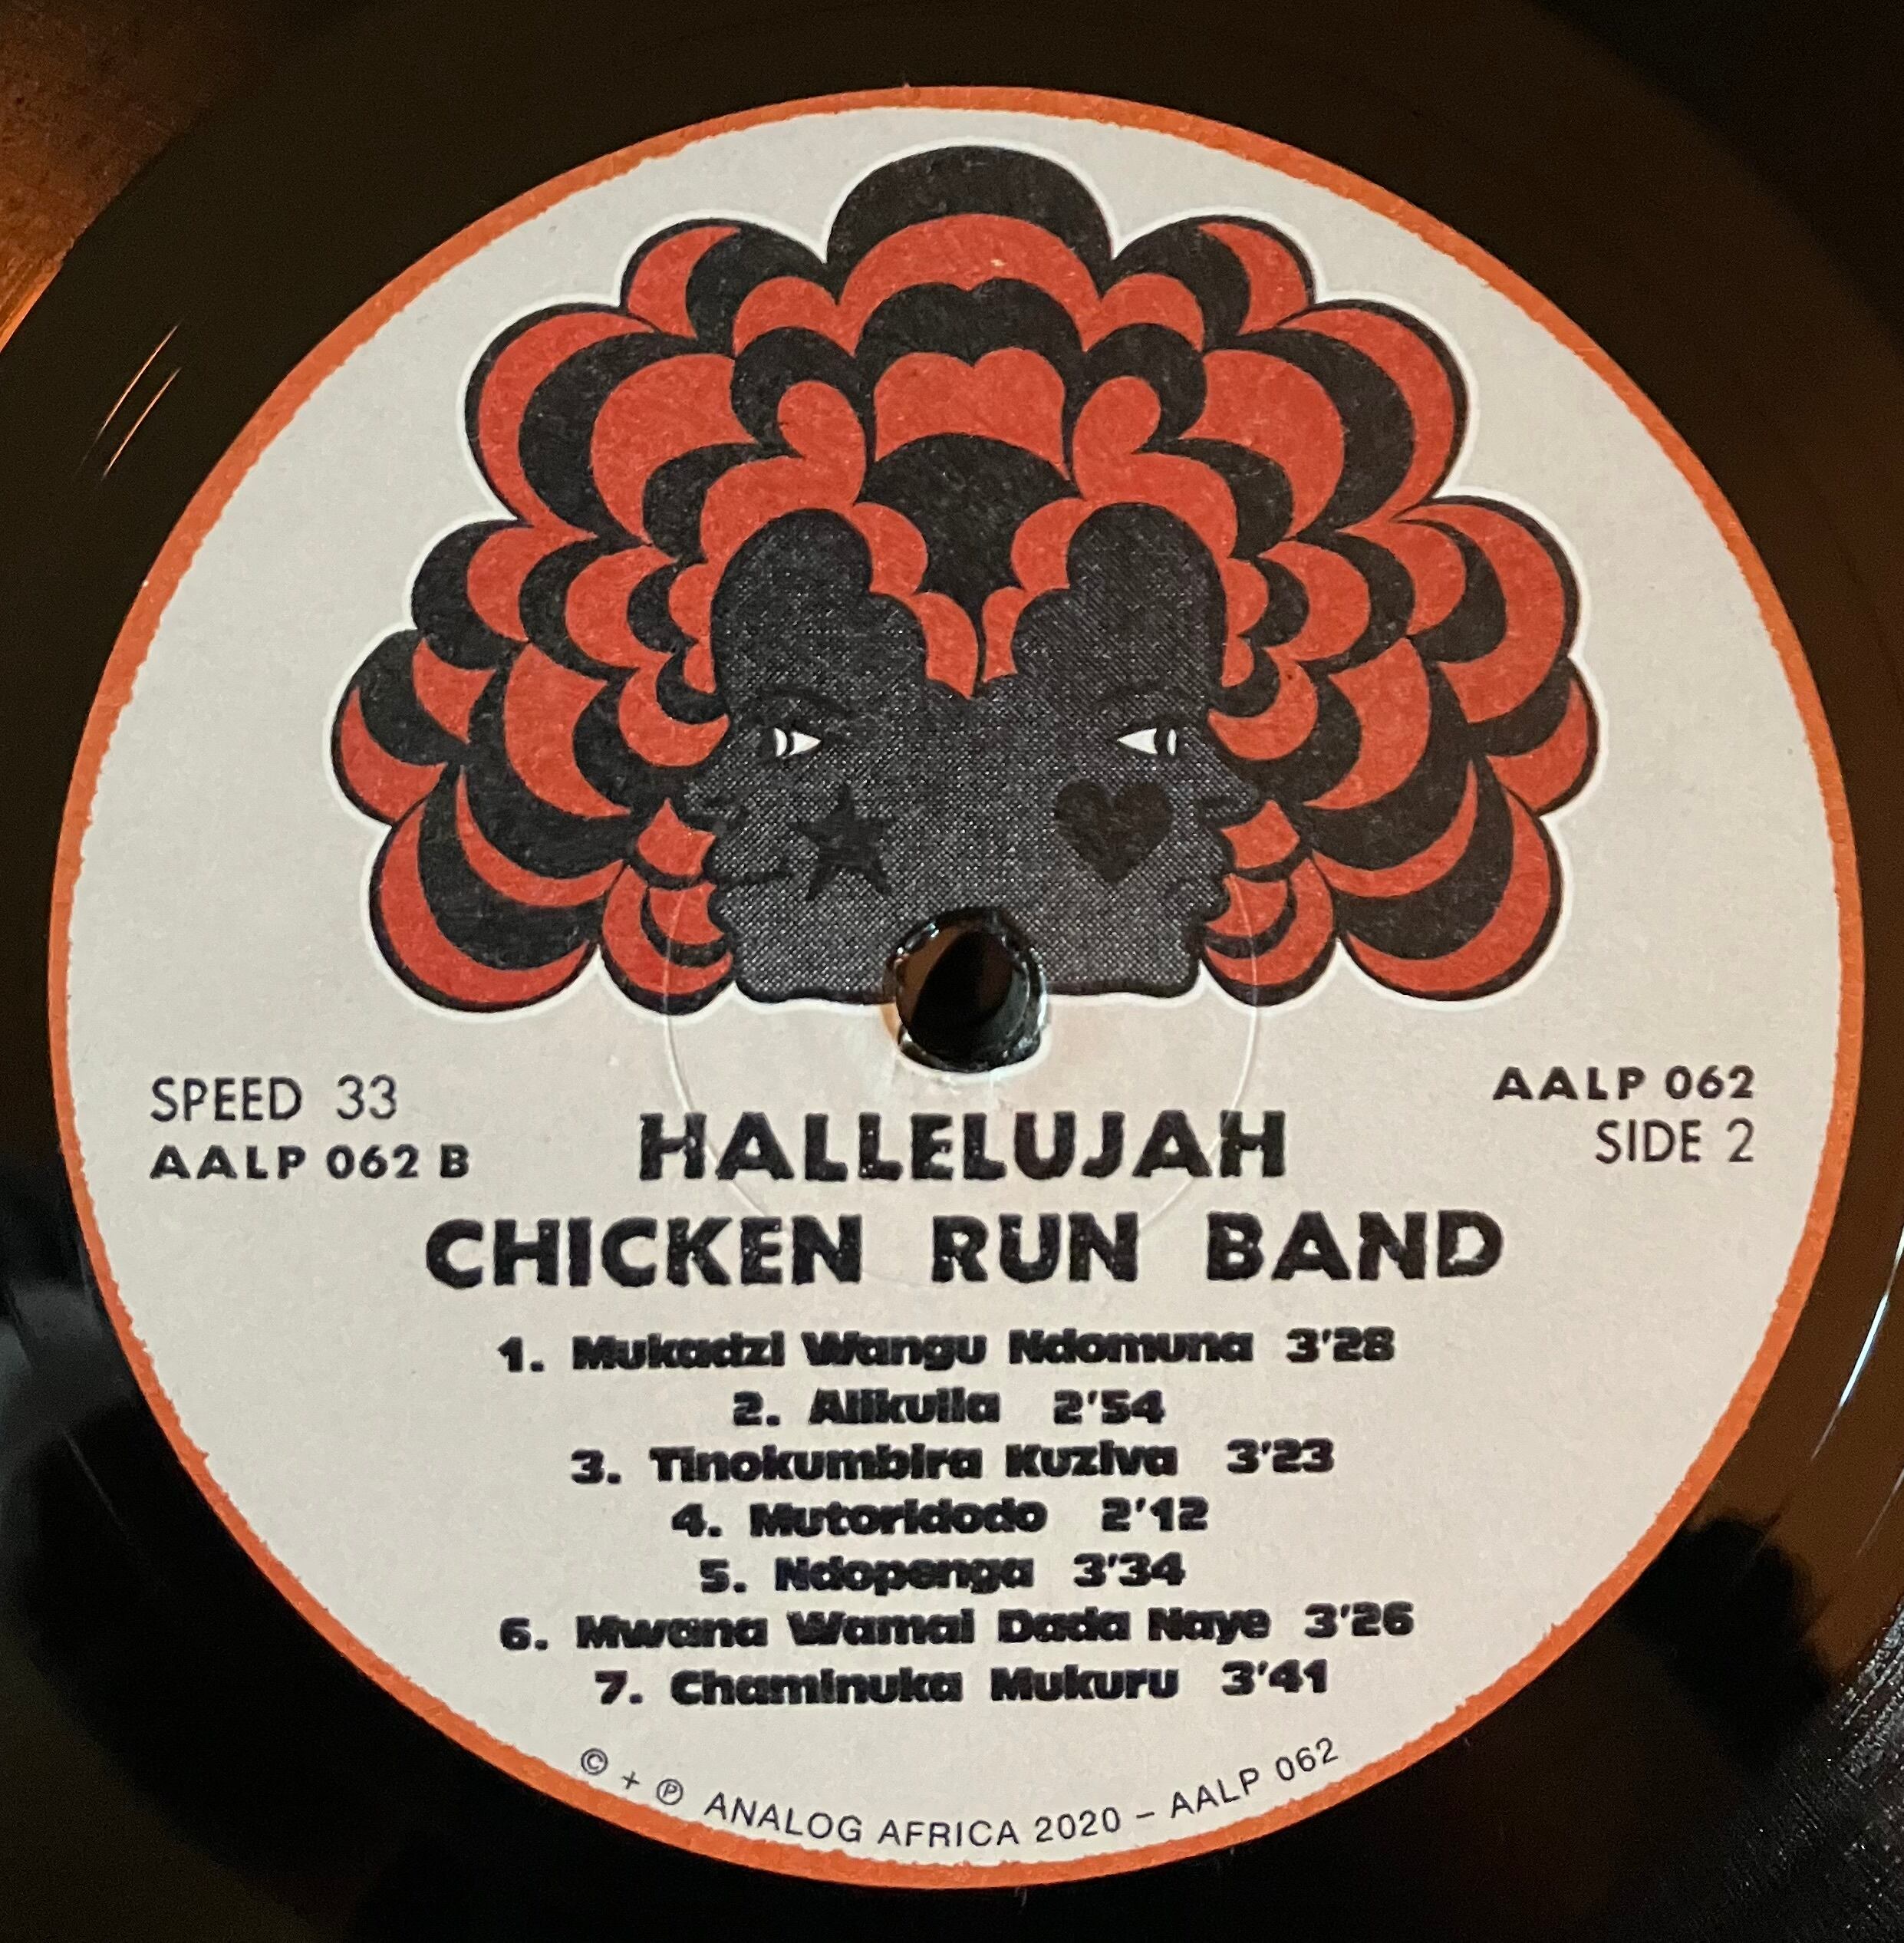 SPEED 33
AALP 062 B
AALP 062
SIDE 2
HALLELUJAH
CHICKEN RUN BAND
1. Mukadzi Wangu Ndomuna 3'28
2. Alikulila 2'54
3. Tinokumbira Kuziva 3'23
4. Mutoridodo 2'12
5. Ndopenga 3'34
6. Mwana Wamai Dada Naye 3'26
7. Chaminuka Mukuru 3'41
© + ℗ ANALOG AFRICA 2020 – AALP 062